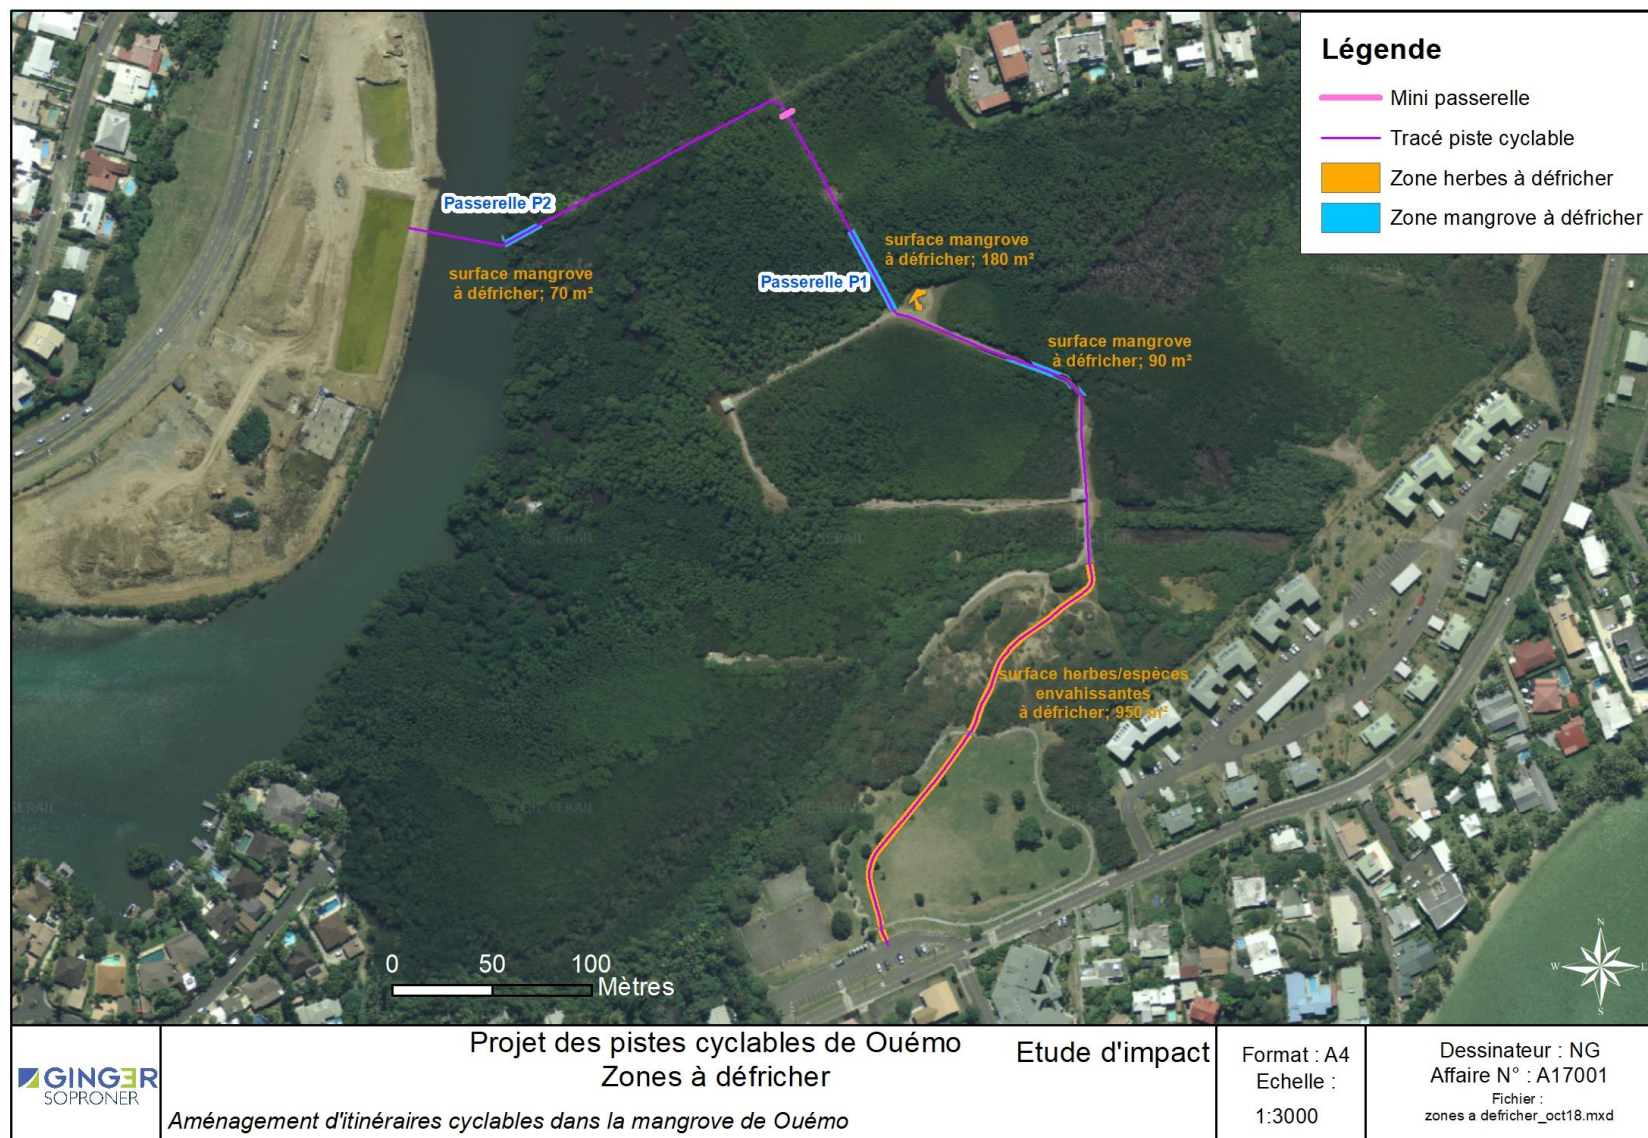 Légende
Mini passerelle
Tracé piste cyclable
Zone herbes à défricher
Zone mangrove à défricher
Passerelle P2
surface mangrove
à défricher; 70 m²
surface mangrove
à défricher; 180 m²
Passerelle P1
surface mangrove
à défricher; 90 m²
surface herbes/espèces
envahissantes
à défricher; 950 m²
0 50 100
Mètres
N
W E
S
GINGER
SOPRONER
Projet des pistes cyclables de Ouémo
Zones à défricher
Etude d'impact
Aménagement d'itinéraires cyclables dans la mangrove de Ouémo
Format : A4
Echelle :
1:3000
Dessinateur : NG
Affaire N° : A17001
Fichier :
zones a defricher_oct18.mxd